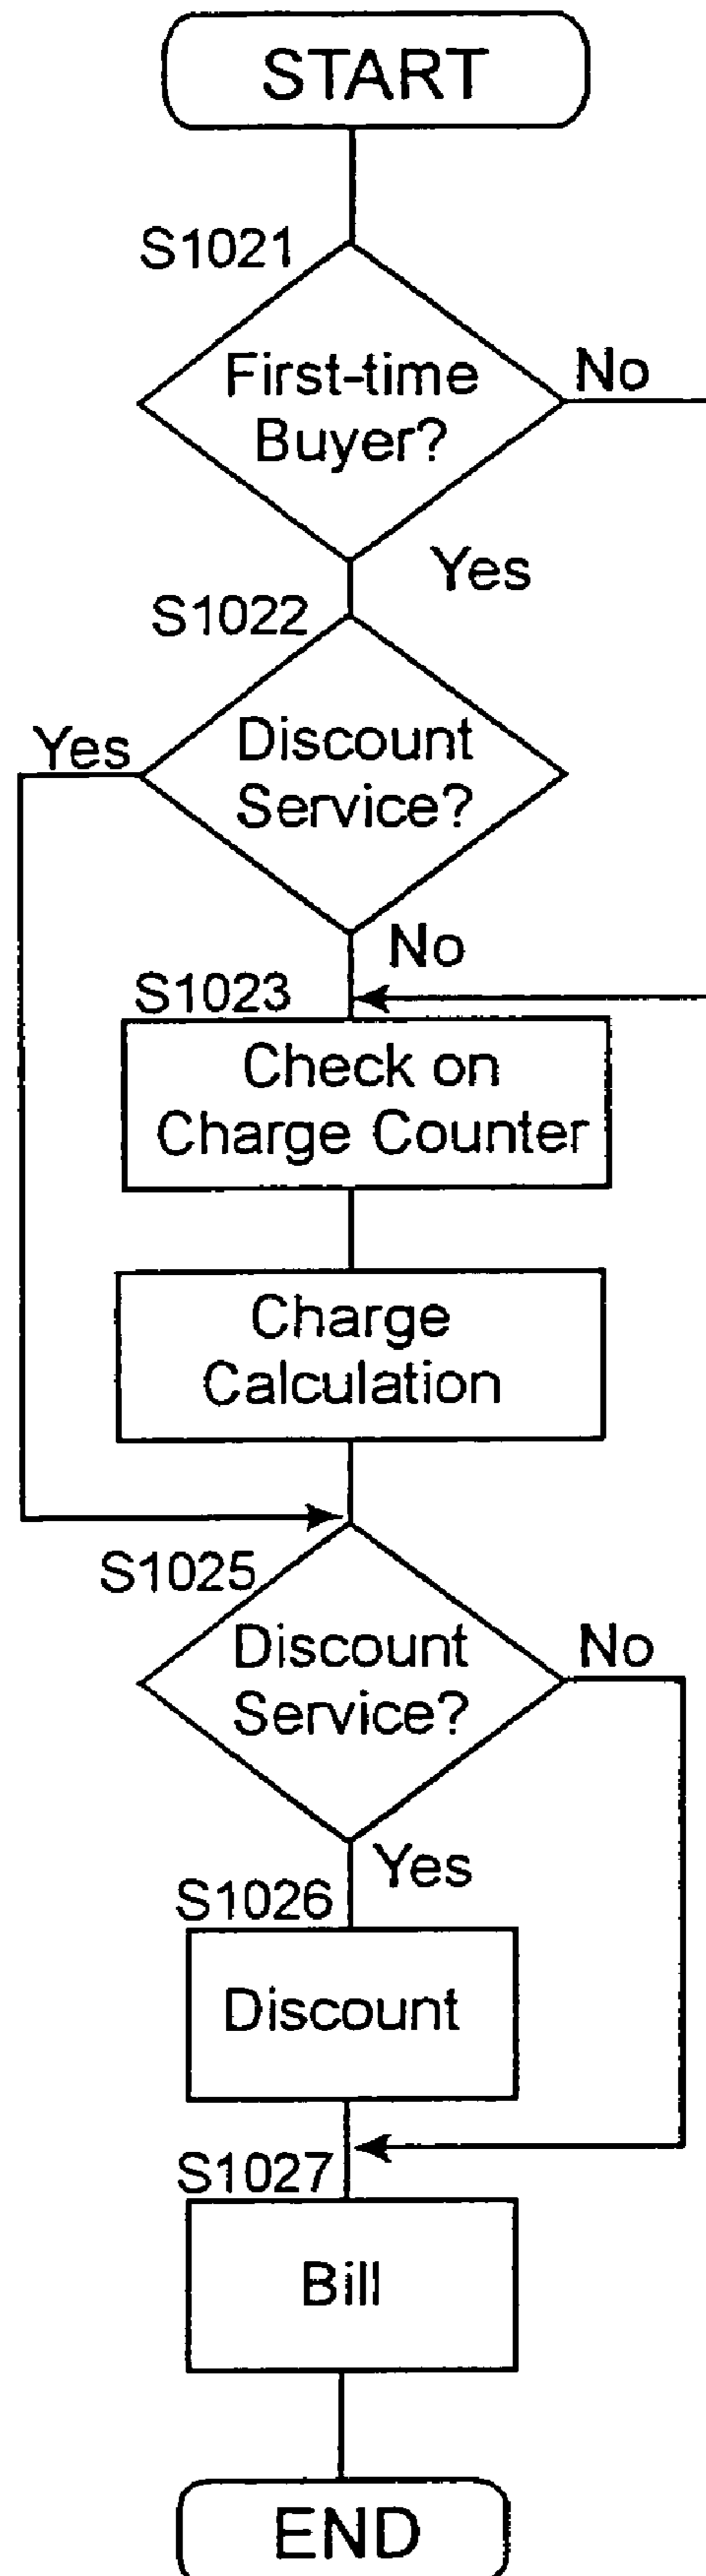 START
S1021
First-time
Buyer?
No
Yes
S1022
Discount
Service?
Yes
No
S1023
Check on
Charge Counter
Charge
Calculation
S1025
Discount
Service?
No
Yes
S1026
Discount
S1027
Bill
END